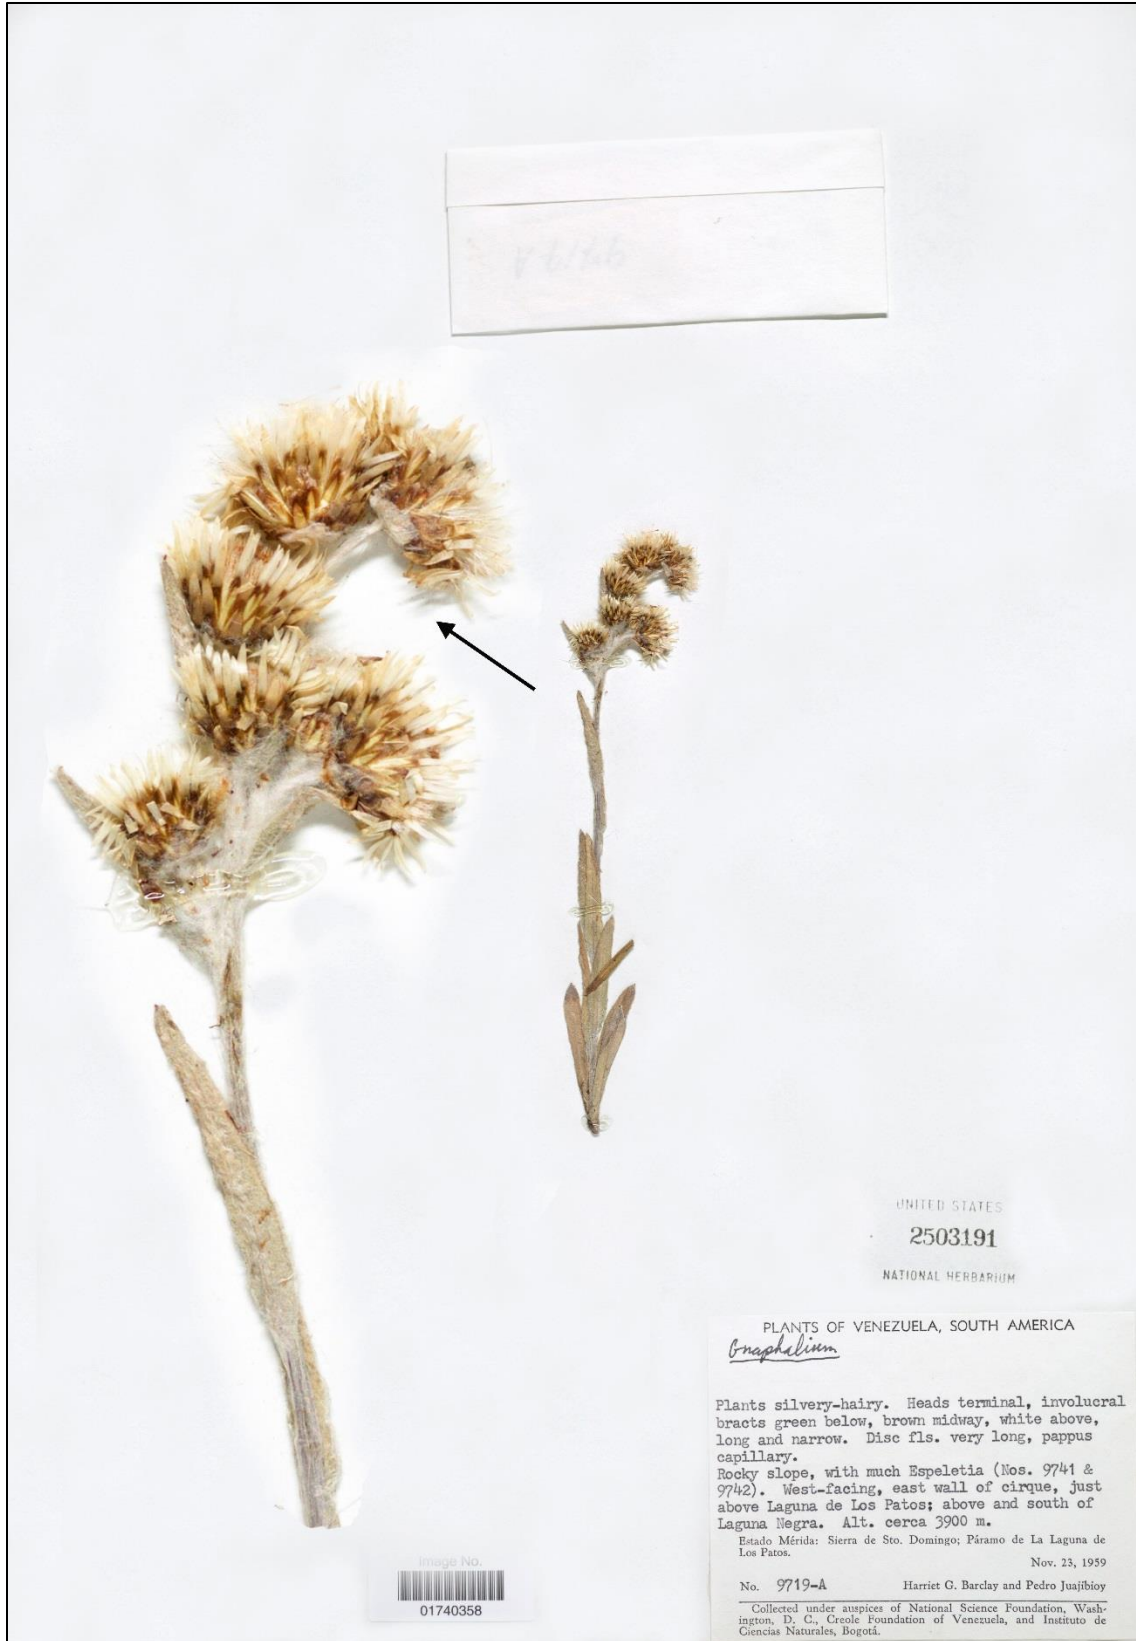 9719 A
UNITED STATES
2503191
NATIONAL HERBARIUM
PLANTS OF VENEZUELA, SOUTH AMERICA
Gnaphalium
Plants silvery-hairy. Heads terminal, involucral
bracts green below, brown midway, white above,
long and narrow. Disc fls. very long, pappus
capillary.
Rocky slope, with much Espeletia (Nos. 9741 &
9742). West-facing, east wall of cirque, just
above Laguna de Los Patos; above and south of
Laguna Negra. Alt. cerca 3900 m.
Estado Mérida: Sierra de Sto. Domingo; Páramo de La Laguna de
Los Patos.
Nov. 23, 1959
No. 9719-A Harriet G. Barclay and Pedro Juajibioy
Collected under auspices of National Science Foundation, Wash-
ington, D. C., Creole Foundation of Venezuela, and Instituto de
Ciencias Naturales, Bogotá.
Image No.
01740358